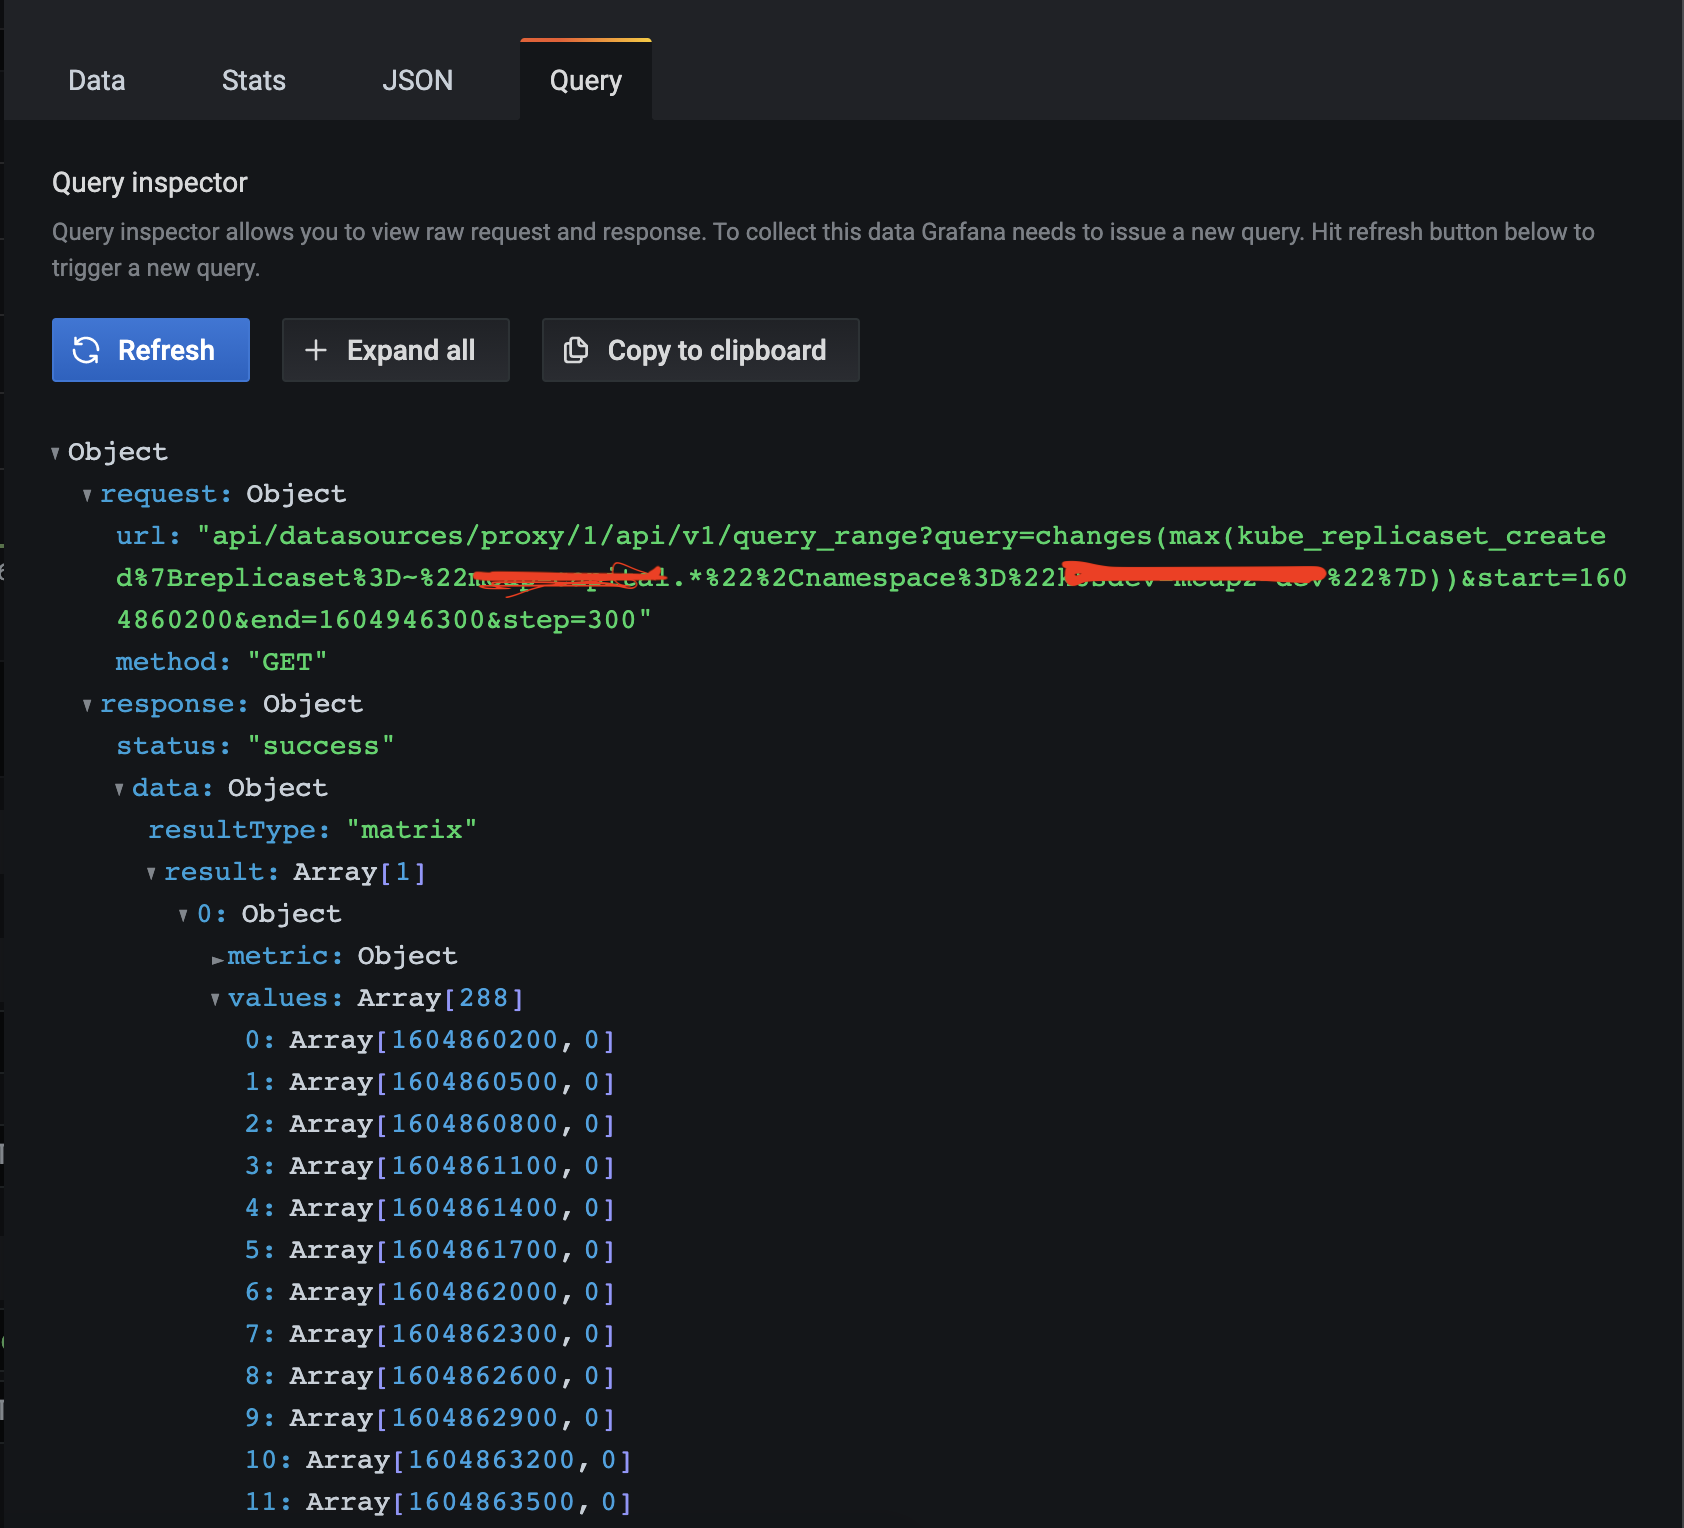 Data Stats JSON Query
Query inspector
Query inspector allows you to view raw request and response. To collect this data Grafana needs to issue a new query. Hit refresh button below to
trigger a new query.
Refresh Expand all Copy to clipboard
Object
request: Object
url: "api/datasources/proxy/1/api/v1/query_range?query=changes(max(kube_replicaset_create
d%7Breplicaset%3D~%22 .*%22%2Cnamespace%3D%22 %22%7D))&start=160
4860200&end=1604946300&step=300"
method: "GET"
response: Object
status: "success"
data: Object
resultType: "matrix"
result: Array[1]
0: Object
metric: Object
values: Array[288]
0: Array[1604860200, 0]
1: Array[1604860500, 0]
2: Array[1604860800, 0]
3: Array[1604861100, 0]
4: Array[1604861400, 0]
5: Array[1604861700, 0]
6: Array[1604862000, 0]
7: Array[1604862300, 0]
8: Array[1604862600, 0]
9: Array[1604862900, 0]
10: Array[1604863200, 0]
11: Array[1604863500, 0]